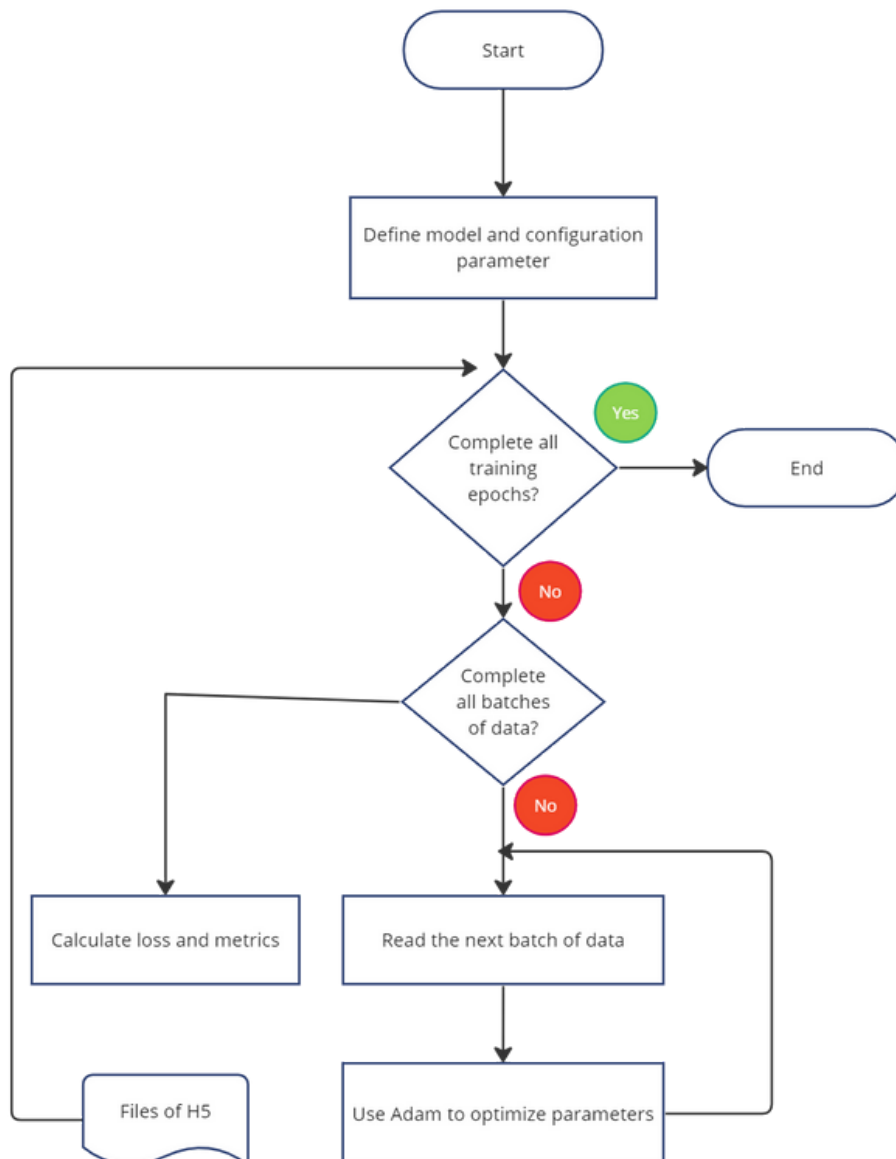 Start
Define model and configuration
parameter
Yes
Complete all
training
epochs?
End
No
Complete
all batches
of data?
No
Calculate loss and metrics
Read the next batch of data
Files of H5
Use Adam to optimize parameters